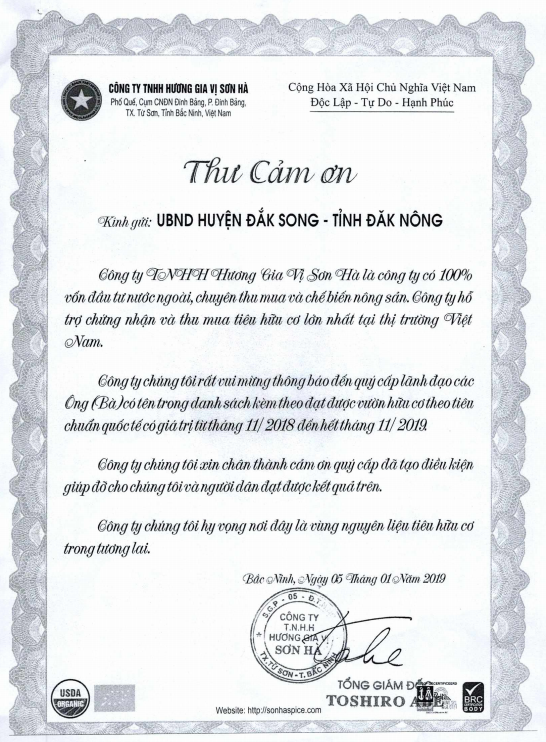 CÔNG TY TNHH HƯƠNG GIA VỊ SƠN HÀ
Phố Quế, Cụm CNĐN Đình Bảng, P. Đình Bảng,
TX. Từ Sơn, Tỉnh Bắc Ninh, Việt Nam
Cộng Hòa Xã Hội Chủ Nghĩa Việt Nam
Độc Lập - Tự Do - Hạnh Phúc
Thư Cảm ơn
Kính gửi: UBND HUYỆN ĐẮK SONG - TỈNH ĐĂK NÔNG
Công ty TNHH Hương Gia Vị Sơn Hà là công ty có 100%
vốn đầu tư nước ngoài, chuyên thu mua và chế biến nông sản. Công ty hỗ
trợ chứng nhận và thu mua tiêu hữu cơ lớn nhất tại thị trường Việt
Nam.
Công ty chúng tôi rất vui mừng thông báo đến quý cấp lãnh đạo các
Ông (Bà) có tên trong danh sách kèm theo đạt được vườn hữu cơ theo tiêu
chuẩn quốc tế có giá trị từ tháng 11/ 2018 đến hết tháng 11/ 2019.
Công ty chúng tôi xin chân thành cám ơn quý cấp đã tạo điều kiện
giúp đỡ cho chúng tôi và người dân đạt được kết quả trên.
Công ty chúng tôi hy vọng nơi đây là vùng nguyên liệu tiêu hữu cơ
trong tương lai.
Bắc Ninh, Ngày 05 Tháng 01 Năm 2019
CÔNG TY
T.N.H.H
HƯƠNG GIA VỊ
SƠN HÀ
TX.TỪ SƠN - T. BẮC NINH
TỔNG GIÁM ĐỐC
TOSHIRO ABE
USDA
ORGANIC
BRC
CERTIFICATED
BODY
Website: http://sonhaspice.com